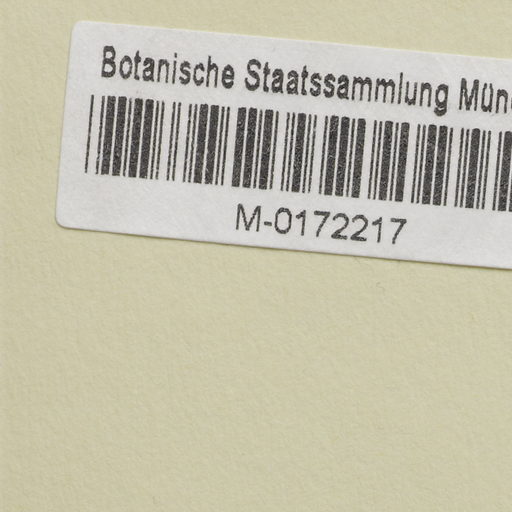 Botanische Staatssammlung Mün
M-0172217